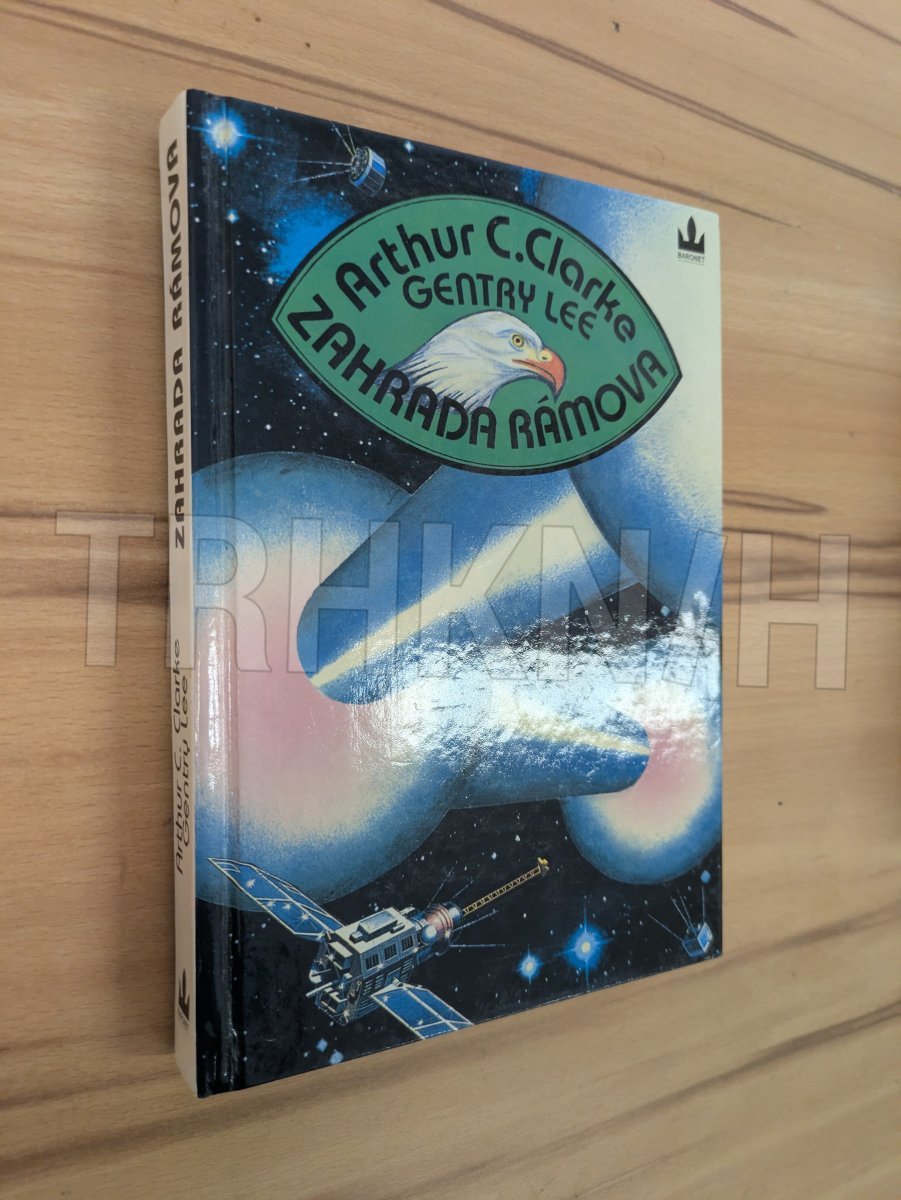 Arthur C. Clarke
GENTRY LEE
ZAHRADA RÁMOVA
BARONET
ZAHRADA RÁMOVA
Arthur C. Clarke
Gentry Lee
TRHKNIH